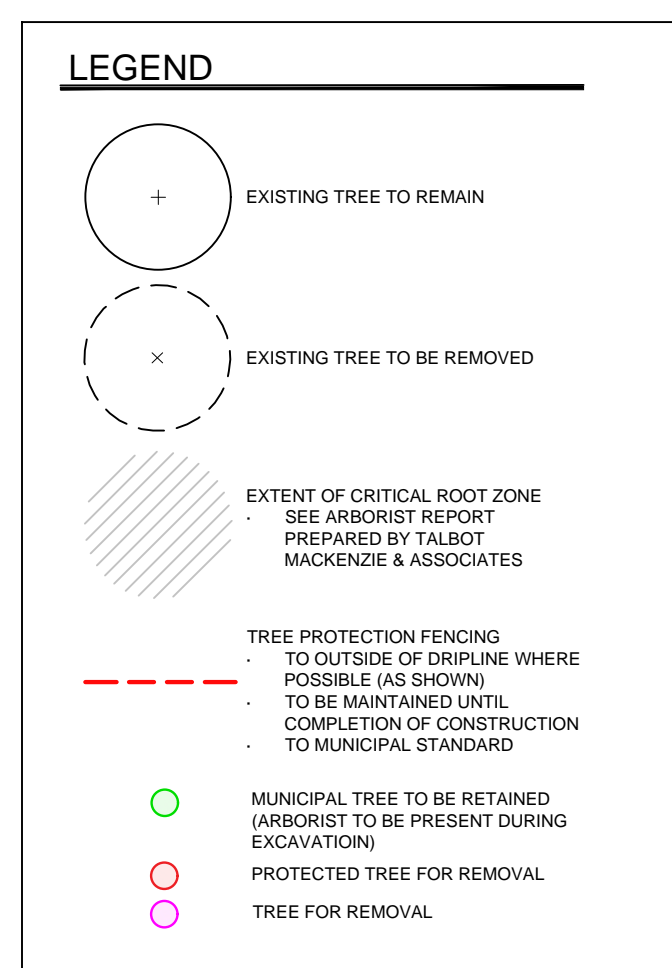 LEGEND
EXISTING TREE TO REMAIN
EXISTING TREE TO BE REMOVED
EXTENT OF CRITICAL ROOT ZONE
· SEE ARBORIST REPORT
PREPARED BY TALBOT
MACKENZIE & ASSOCIATES
TREE PROTECTION FENCING
· TO OUTSIDE OF DRIPLINE WHERE
POSSIBLE (AS SHOWN)
· TO BE MAINTAINED UNTIL
COMPLETION OF CONSTRUCTION
· TO MUNICIPAL STANDARD
MUNICIPAL TREE TO BE RETAINED
(ARBORIST TO BE PRESENT DURING
EXCAVATIOIN)
PROTECTED TREE FOR REMOVAL
TREE FOR REMOVAL